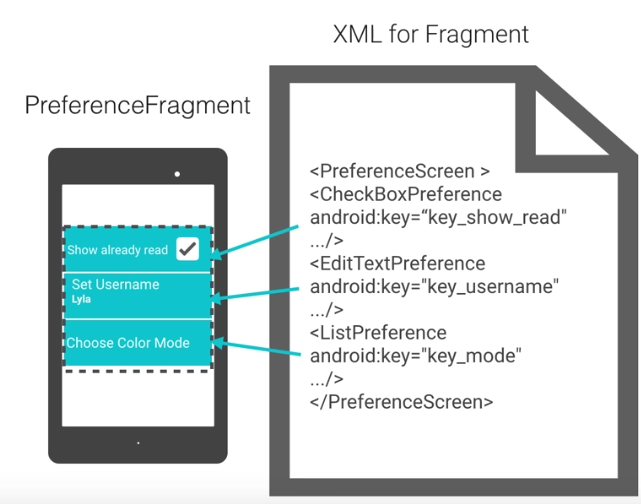 XML for Fragment
PreferenceFragment
Show already read
Set Username
Lyla
Choose Color Mode
<PreferenceScreen >
<CheckBoxPreference
android:key=“key_show_read"
.../>
<EditTextPreference
android:key="key_username"
.../>
<ListPreference
android:key="key_mode"
.../>
</PreferenceScreen>